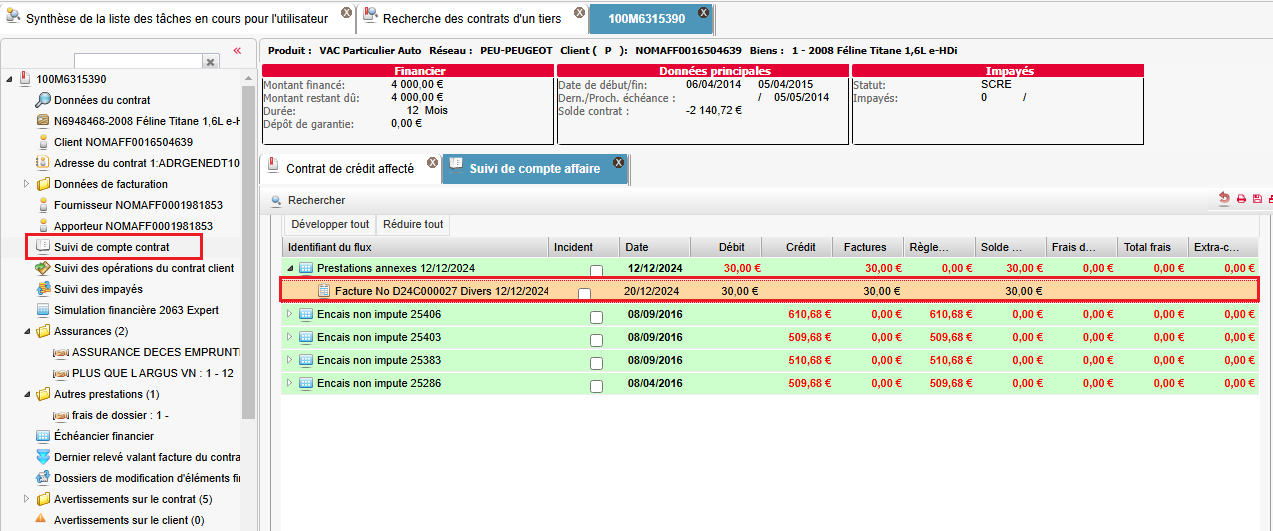 Synthèse de la liste des tâches en cours pour l'utilisateur
Recherche des contrats d'un tiers
100M6315390
Produit : VAC Particulier Auto Réseau : PEU-PEUGEOT Client ( P ): NOMAFF0016504639 Biens : 1 - 2008 Féline Titane 1,6L e-HDi
Financier
Montant financé: 4 000,00 €
Montant restant dû: 4 000,00 €
Durée: 12 Mois
Dépôt de garantie: 0,00 €
Données principales
Date de début/fin: 06/04/2014 05/04/2015
Dern./Proch. échéance : / 05/05/2014
Solde contrat : -2 140,72 €
Impayés
Statut: SCRE
Impayés: 0 /
«
100M6315390
Données du contrat
N6948468-2008 Féline Titane 1,6L e-H
Client NOMAFF0016504639
Adresse du contrat 1:ADRGENEDT10
Données de facturation
Fournisseur NOMAFF0001981853
Apporteur NOMAFF0001981853
Suivi de compte contrat
Suivi des opérations du contrat client
Suivi des impayés
Simulation financière 2063 Expert
Assurances (2)
ASSURANCE DECES EMPRUNT
PLUS QUE L ARGUS VN : 1 - 12
Autres prestations (1)
frais de dossier : 1 -
Échéancier financier
Dernier relevé valant facture du contra
Dossiers de modification d'éléments fi
Avertissements sur le contrat (5)
Avertissements sur le client (0)
Contrat de crédit affecté
Suivi de compte affaire
Rechercher
Développer tout Réduire tout
Identifiant du flux Incident Date Débit Crédit Factures Règle... Solde ... Frais d... Total frais Extra-c...
Prestations annexes 12/12/2024 12/12/2024 30,00 € 30,00 € 0,00 € 30,00 € 0,00 € 0,00 € 0,00 €
Facture No D24C000027 Divers 12/12/2024 20/12/2024 30,00 € 30,00 € 30,00 €
Encais non impute 25406 08/09/2016 610,68 € 0,00 € 610,68 € 0,00 € 0,00 € 0,00 € 0,00 €
Encais non impute 25403 08/09/2016 509,68 € 0,00 € 509,68 € 0,00 € 0,00 € 0,00 € 0,00 €
Encais non impute 25383 08/09/2016 510,68 € 0,00 € 510,68 € 0,00 € 0,00 € 0,00 € 0,00 €
Encais non impute 25286 08/04/2016 509,68 € 0,00 € 509,68 € 0,00 € 0,00 € 0,00 € 0,00 €